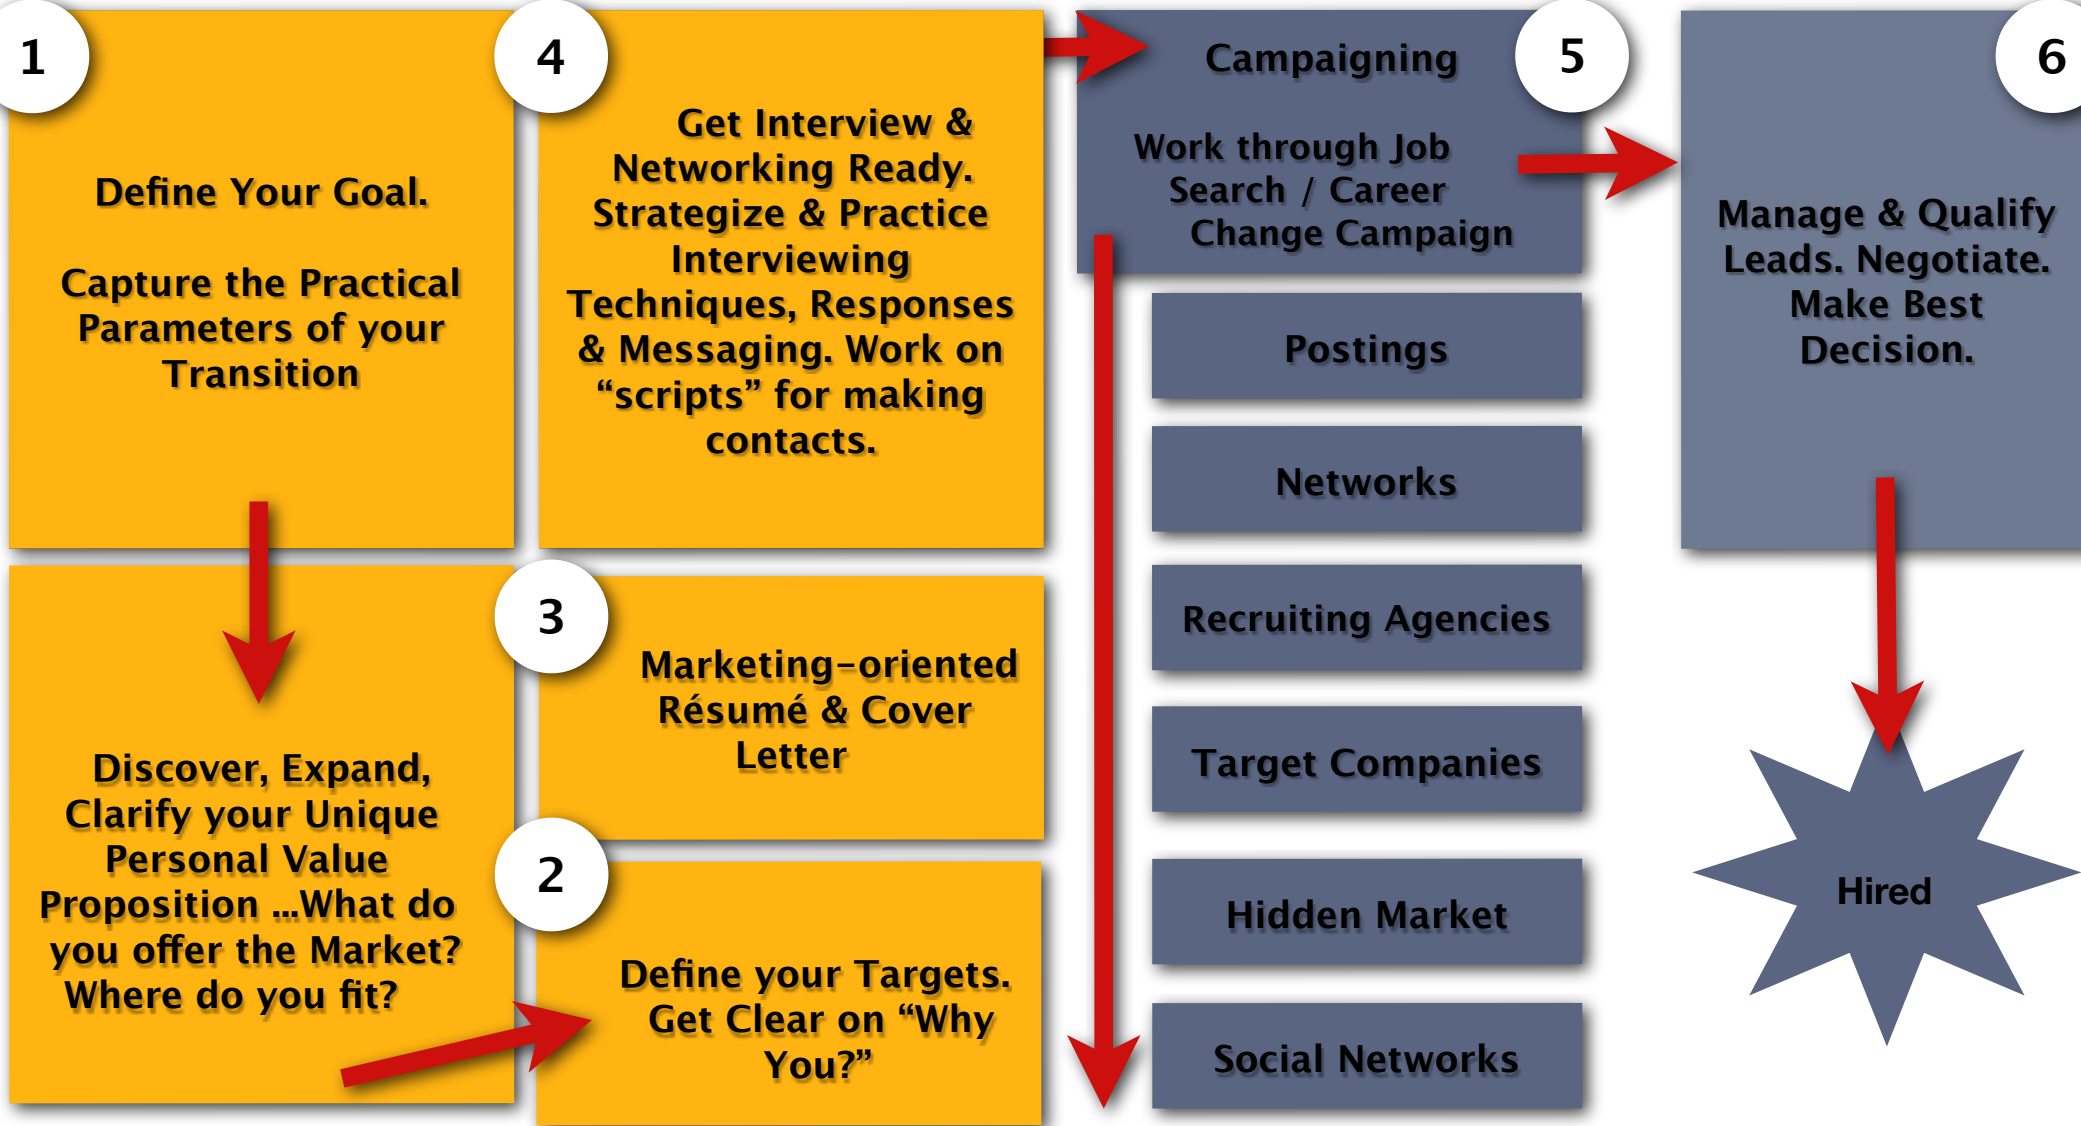 1
Define Your Goal.
Capture the Practical
Parameters of your
Transition
Discover, Expand,
Clarify your Unique
Personal Value
Proposition ...What do
you offer the Market?
Where do you fit?
4
Get Interview &
Networking Ready.
Strategize & Practice
Interviewing
Techniques, Responses
& Messaging. Work on
“scripts” for making
contacts.
3
Marketing-oriented
Résumé & Cover
Letter
2
Define your Targets.
Get Clear on “Why
You?”
5
Campaigning
Work through Job
Search / Career
Change Campaign
Postings
Networks
Recruiting Agencies
Target Companies
Hidden Market
Social Networks
6
Manage & Qualify
Leads. Negotiate.
Make Best
Decision.
Hired